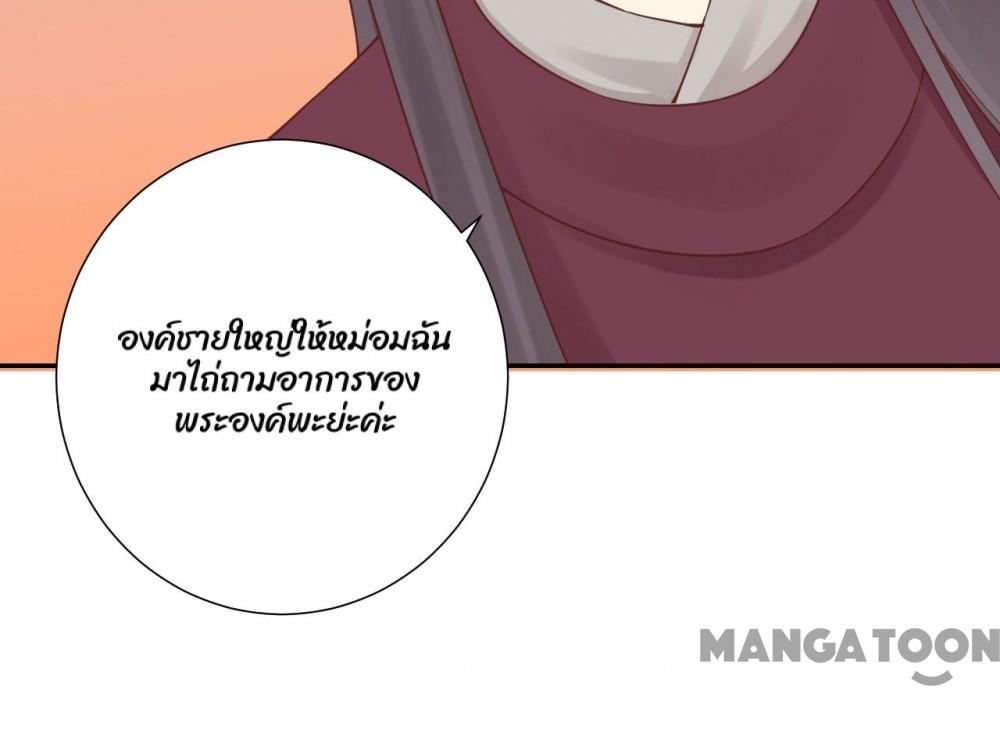 องค์ชายใหญ่ให้หม่อมฉัน
มาไถ่ถามอาการของ
พระองค์พะย่ะค่ะ
MANGATOON